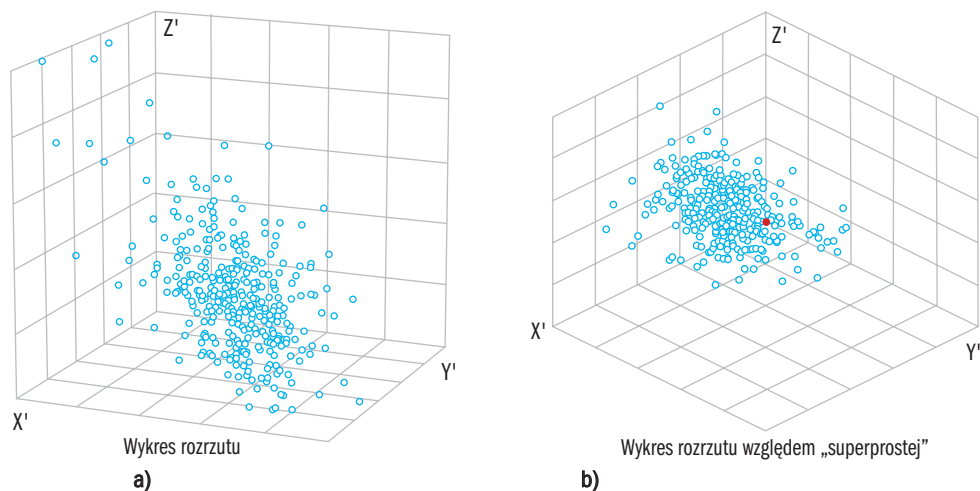 Z'
X'
Y'
Wykres rozrzutu
a)
Z'
X'
Y'
Wykres rozrzutu względem „superprostej”
b)